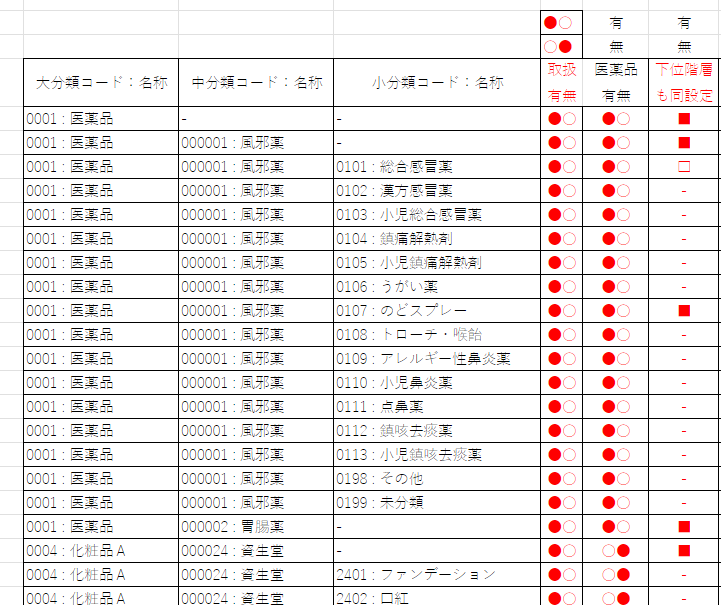 ●○ 有 有
○● 無 無
大分類コード：名称 中分類コード：名称 小分類コード：名称 取扱有無 医薬品有無 下位階層も同設定
0001：医薬品 - - ●○ ●○ ■
0001：医薬品 000001：風邪薬 - ●○ ●○ ■
0001：医薬品 000001：風邪薬 0101：総合感冒薬 ●○ ●○ □
0001：医薬品 000001：風邪薬 0102：漢方感冒薬 ●○ ●○ -
0001：医薬品 000001：風邪薬 0103：小児総合感冒薬 ●○ ●○ -
0001：医薬品 000001：風邪薬 0104：鎮痛解熱剤 ●○ ●○ -
0001：医薬品 000001：風邪薬 0105：小児鎮痛解熱剤 ●○ ●○ -
0001：医薬品 000001：風邪薬 0106：うがい薬 ●○ ●○ -
0001：医薬品 000001：風邪薬 0107：のどスプレー ●○ ●○ ■
0001：医薬品 000001：風邪薬 0108：トローチ・喉飴 ●○ ●○ -
0001：医薬品 000001：風邪薬 0109：アレルギー性鼻炎薬 ●○ ●○ -
0001：医薬品 000001：風邪薬 0110：小児鼻炎薬 ●○ ●○ -
0001：医薬品 000001：風邪薬 0111：点鼻薬 ●○ ●○ -
0001：医薬品 000001：風邪薬 0112：鎮咳去痰薬 ●○ ●○ -
0001：医薬品 000001：風邪薬 0113：小児鎮咳去痰薬 ●○ ●○ -
0001：医薬品 000001：風邪薬 0198：その他 ●○ ●○ -
0001：医薬品 000001：風邪薬 0199：未分類 ●○ ●○ -
0001：医薬品 000002：胃腸薬 - ●○ ●○ ■
0004：化粧品Ａ 000024：資生堂 - ●○ ○● ■
0004：化粧品Ａ 000024：資生堂 2401：ファンデーション ●○ ○● -
0004：化粧品Ａ 000024：資生堂 2402：口紅 ●○ ○● -